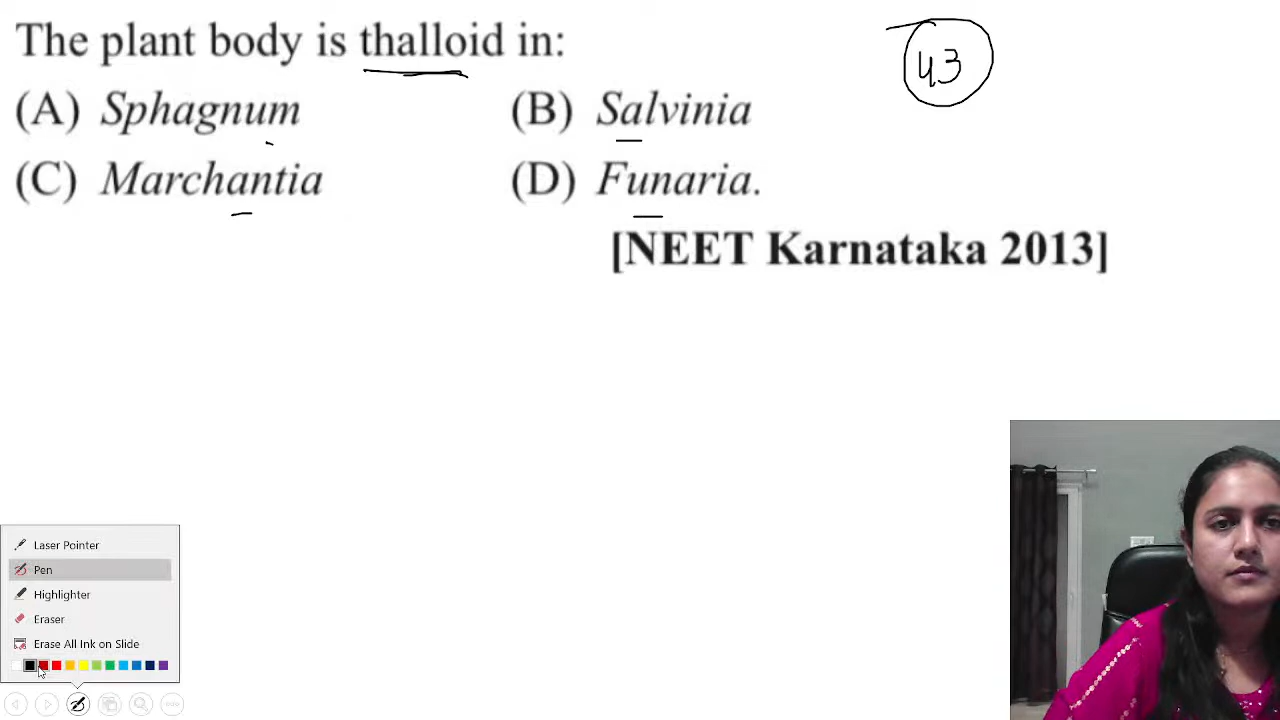 The plant body is thalloid in:
43
(A) Sphagnum (B) Salvinia
(C) Marchantia (D) Funaria.
[NEET Karnataka 2013]
Laser Pointer
Pen
Highlighter
Eraser
Erase All Ink on Slide